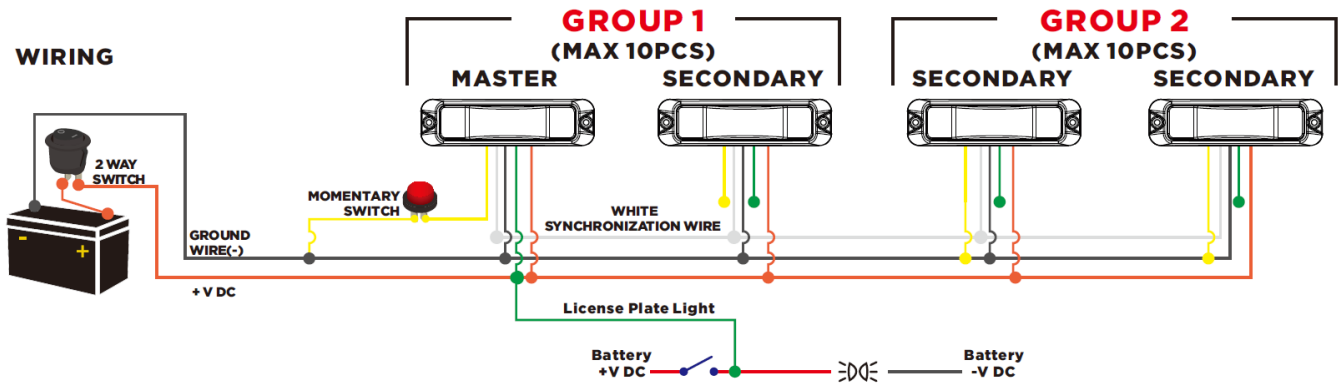 WIRING
GROUP 1
(MAX 10PCS)
MASTER
SECONDARY
GROUP 2
(MAX 10PCS)
SECONDARY
SECONDARY
2 WAY
SWITCH
-
+
MOMENTARY
SWITCH
WHITE
SYNCHRONIZATION WIRE
GROUND
WIRE(-)
+ V DC
License Plate Light
Battery
+V DC
Battery
-V DC